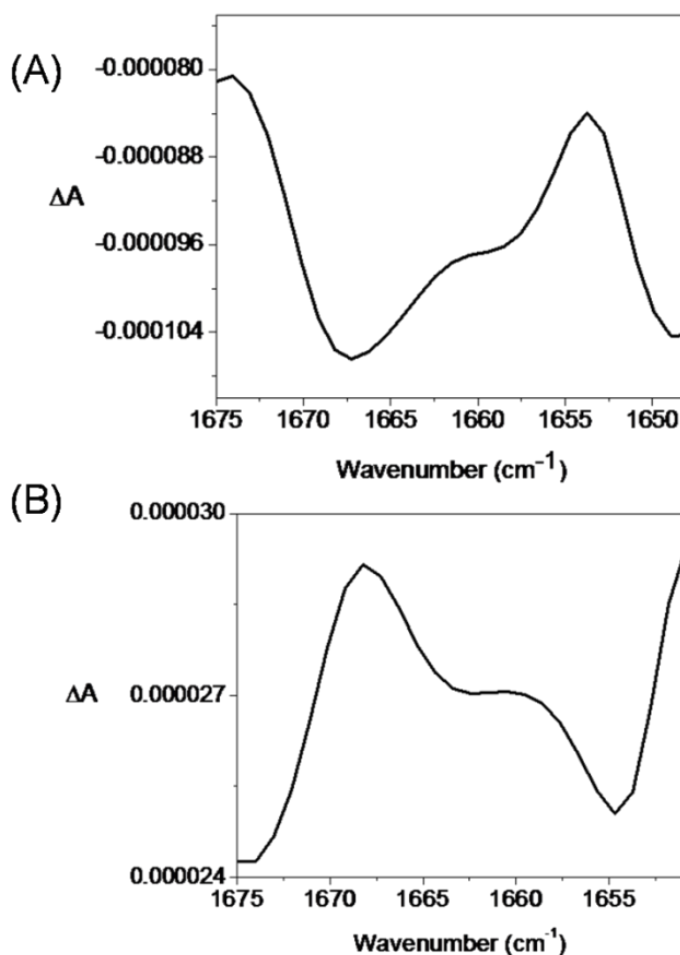 (A)
-0.000080
-0.000088
ΔA
-0.000096
-0.000104
1675 1670 1665 1660 1655 1650
Wavenumber (cm⁻¹)
(B)
0.000030
ΔA
0.000027
0.000024
1675 1670 1665 1660 1655
Wavenumber (cm⁻¹)